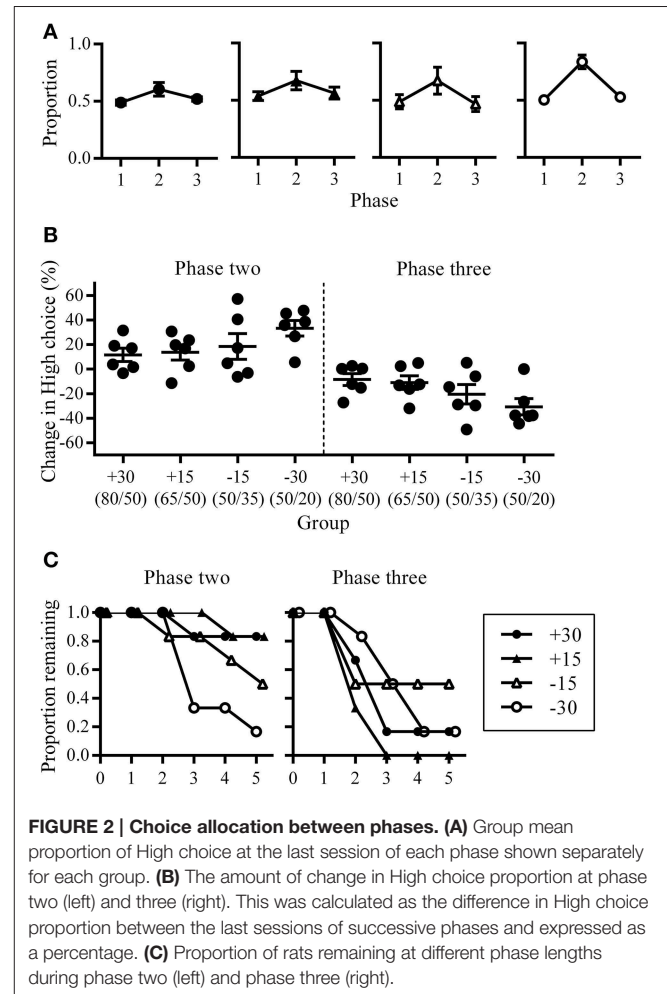 A
1.0
0.5
0.0
Proportion
1 2 3 1 2 3 1 2 3 1 2 3
Phase
B
Phase two Phase three
60
40
20
0
-20
-40
-60
Change in High choice (%)
+30 +15 -15 -30 +30 +15 -15 -30
(80/50) (65/50) (50/35) (50/20) (80/50) (65/50) (50/35) (50/20)
Group
C
Phase two Phase three
1.0
0.8
0.6
0.4
0.2
0.0
Proportion remaining
0 1 2 3 4 5 0 1 2 3 4 5
+30
+15
-15
-30
FIGURE 2 | Choice allocation between phases. (A) Group mean
proportion of High choice at the last session of each phase shown separately
for each group. (B) The amount of change in High choice proportion at phase
two (left) and three (right). This was calculated as the difference in High choice
proportion between the last sessions of successive phases and expressed as
a percentage. (C) Proportion of rats remaining at different phase lengths
during phase two (left) and phase three (right).